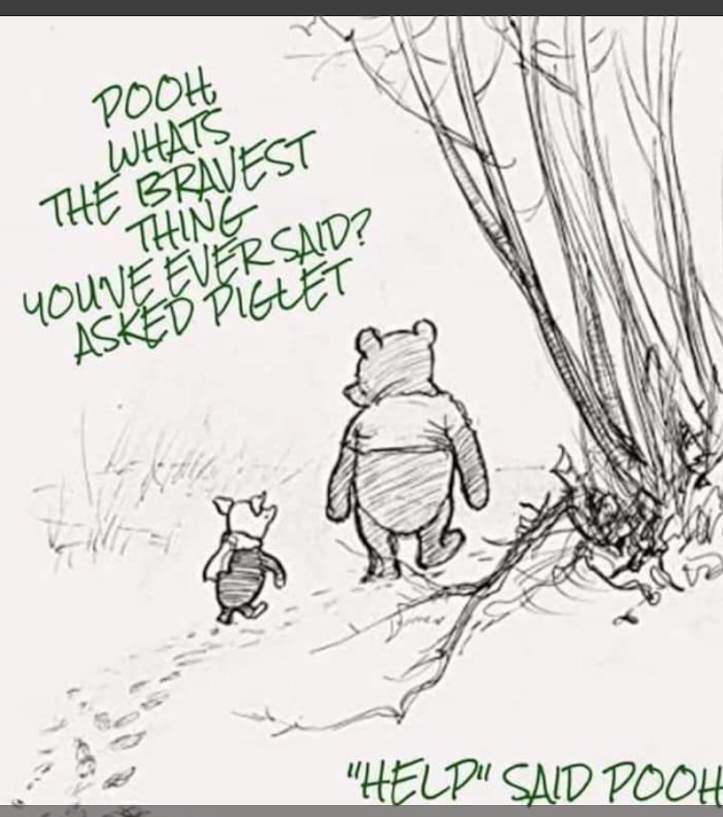 POOH,
WHATS
THE BRAVEST
THING
YOU'VE EVER SAID?
ASKED PIGLET
"HELP" SAID POOH